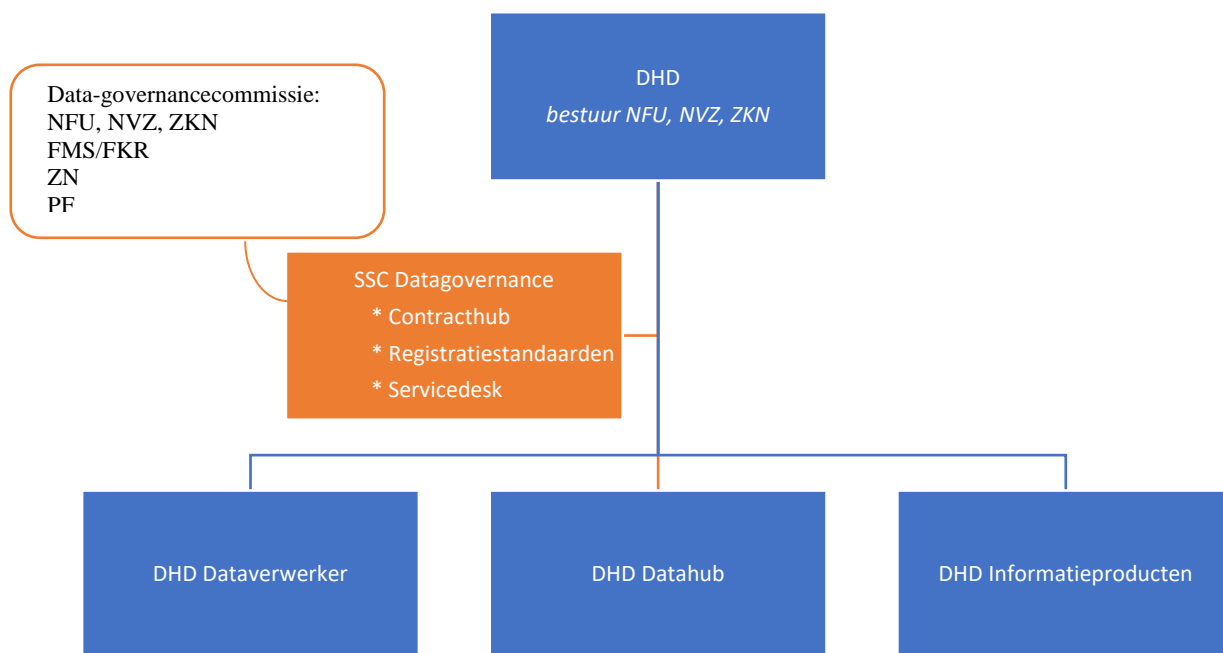 DHD
bestuur NFU, NVZ, ZKN
Data-governancecommissie:
NFU, NVZ, ZKN
FMS/FKR
ZN
PF
SSC Datagovernance
* Contracthub
* Registratiestandaarden
* Servicedesk
DHD Dataverwerker
DHD Datahub
DHD Informatieproducten